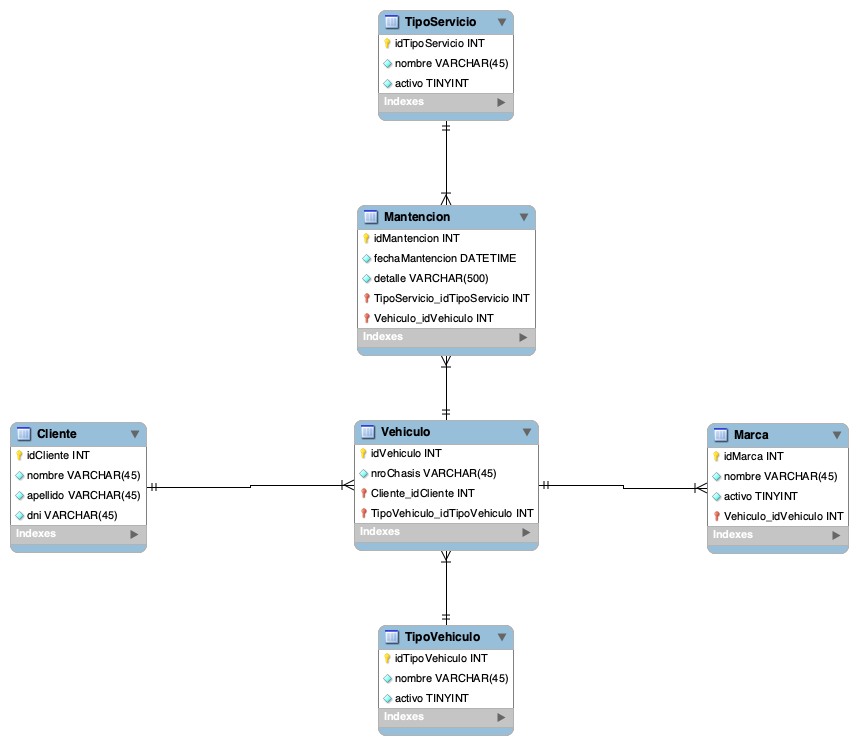 TipoServicio
idTipoServicio INT
nombre VARCHAR(45)
activo TINYINT
Indexes
Mantencion
idMantencion INT
fechaMantencion DATETIME
detalle VARCHAR(500)
TipoServicio_idTipoServicio INT
Vehiculo_idVehiculo INT
Indexes
Cliente
idCliente INT
nombre VARCHAR(45)
apellido VARCHAR(45)
dni VARCHAR(45)
Indexes
Vehiculo
idVehiculo INT
nroChasis VARCHAR(45)
Cliente_idCliente INT
TipoVehiculo_idTipoVehiculo INT
Indexes
Marca
idMarca INT
nombre VARCHAR(45)
activo TINYINT
Vehiculo_idVehiculo INT
Indexes
TipoVehiculo
idTipoVehiculo INT
nombre VARCHAR(45)
activo TINYINT
Indexes